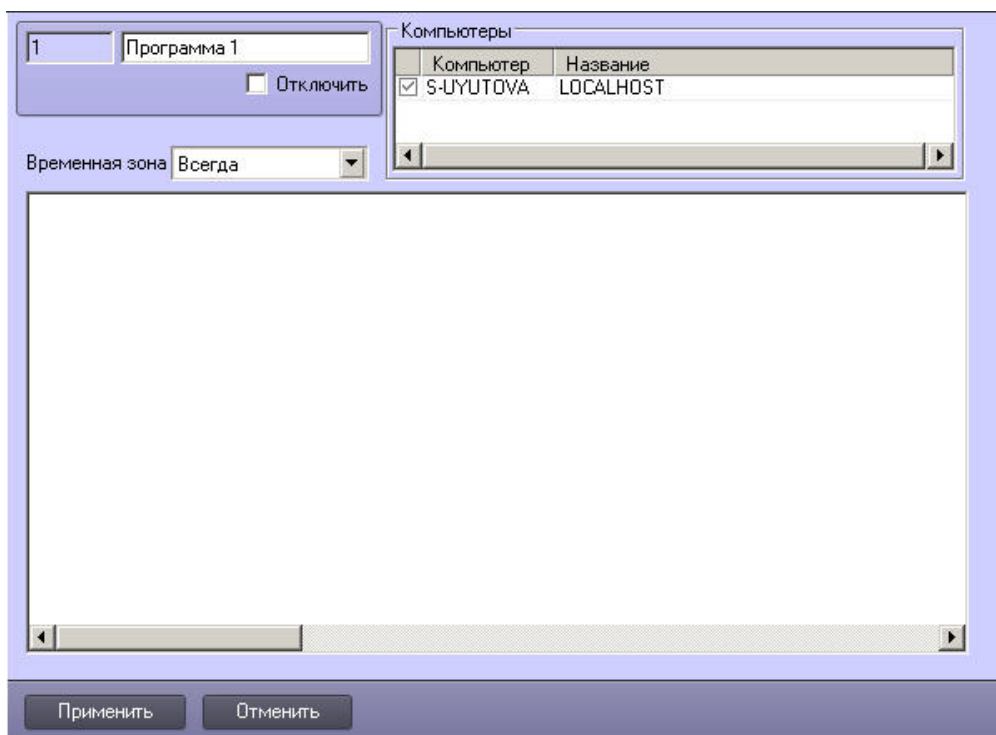 1 Программа 1
Отключить
Компьютеры
Компьютер Название
S-UYUTOVA LOCALHOST
Временная зона Всегда
Применить Отменить